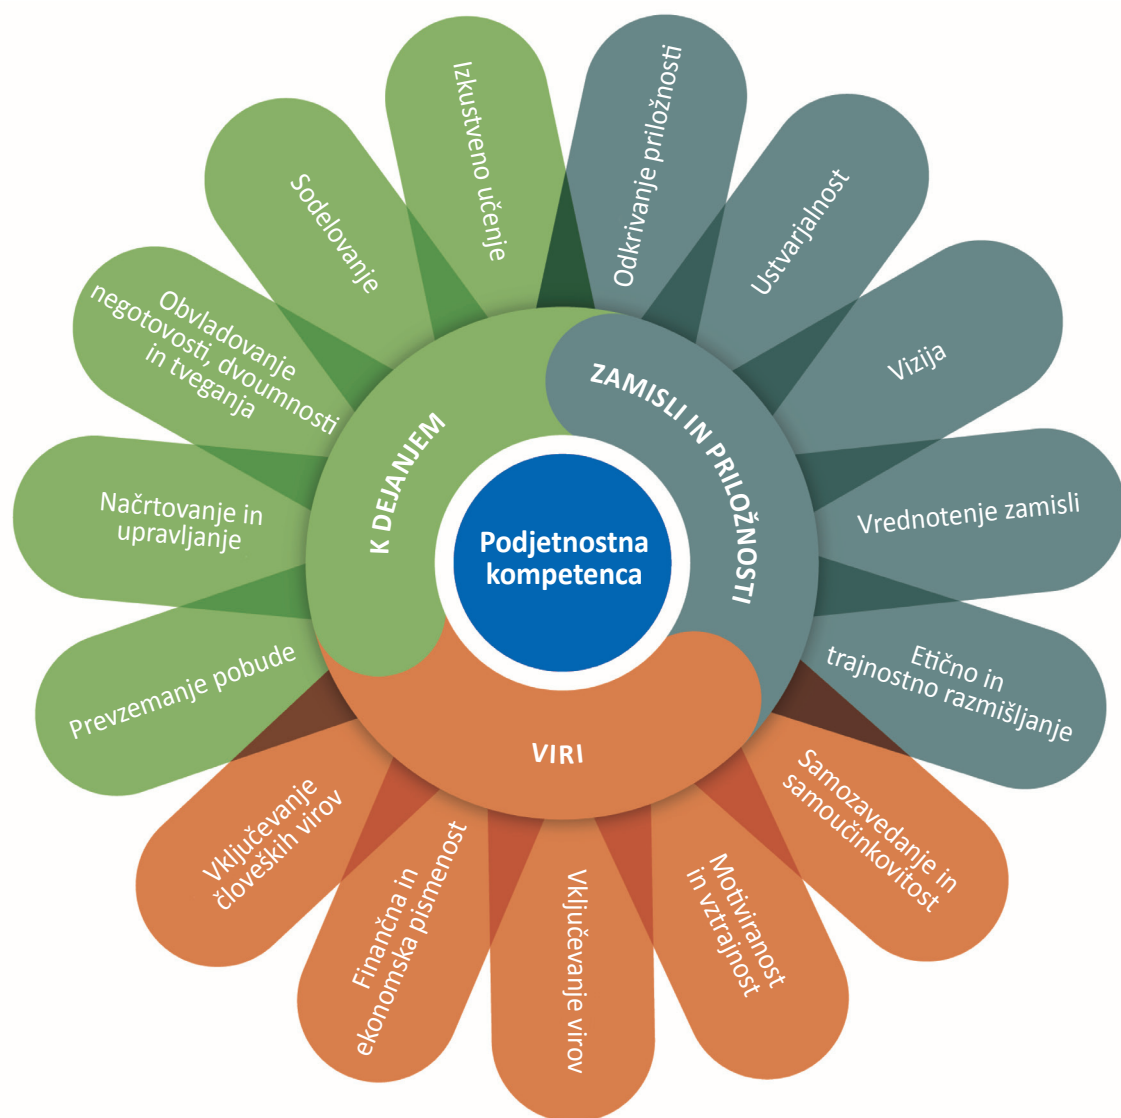 Podjetnostna
kompetenca
ZAMISLI IN PRILOŽNOSTI
Odkrivanje priložnosti
Ustvarjalnost
Vizija
Vrednotenje zamisli
Etično in
trajnostno razmišljanje
VIRI
Samozavedanje in
samoučinkovitost
Motiviranost
in vztrajnost
Vključevanje virov
Finančna in
ekonomska pismenost
Vključevanje
človeških virov
K DEJANJEM
Prevzemanje pobude
Načrtovanje in
upravljanje
Obvladovanje
negotovosti, dvoumnosti
in tveganja
Sodelovanje
Izkustveno učenje